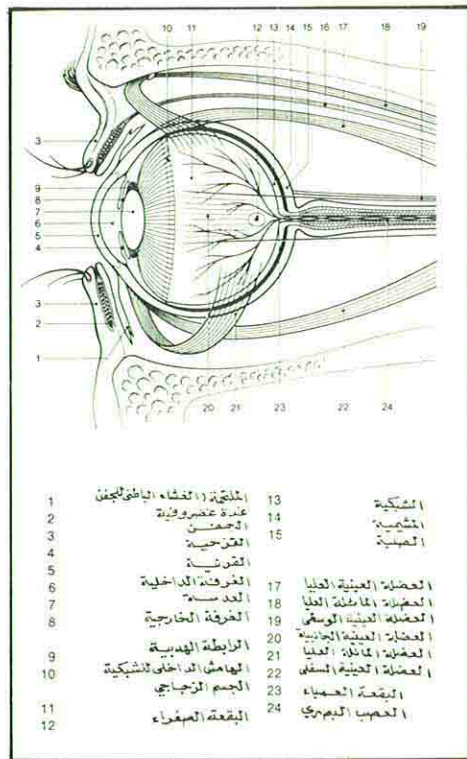 10 11 12 13 14 15 16 17 18 19
3
9
8
7
6
5
4
3
2
1
20 21 23 22 24
13 الشبكية
14 المشيمية
15 الصلبة
17 العضلة العينية العليا
18 العضلة المائلة العليا
19 العضلة العينية الوسطى
20 العضلة العينية الجانبية
21 العضلة المائلة العليا
22 العضلة العينية السفلى
23 البقعة العمياء
24 العصب البصري
1 الملتحمة (الغشاء الباطني للجفن
2 غدة غضروفية
3 الجفن
4 القزحية
5 القرنية
6 الغرفة الداخلية
7 العدسة
8 الغرفة الخارجية
9 الرابطة الهدبية
10 الهامش الداخلي للشبكية
الجسم الزجاجي
11
12 البقعة الصفراء